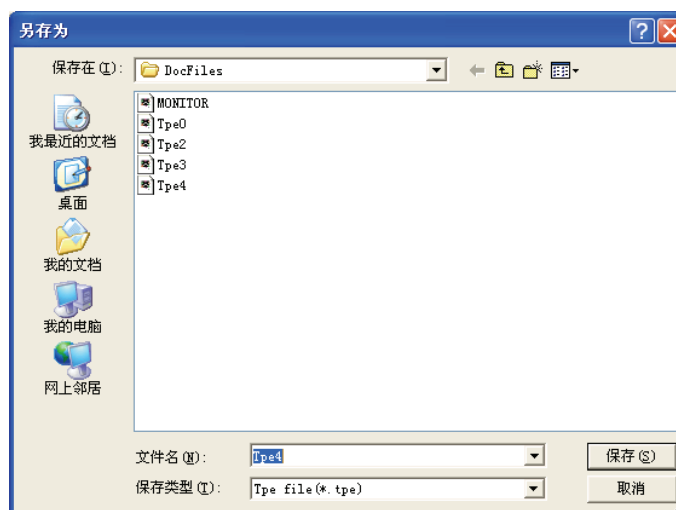 另存为
保存在(I): DocFiles
MONITOR
Tpe0
Tpe2
Tpe3
Tpe4
我最近的文档
桌面
我的文档
我的电脑
网上邻居
文件名(N): Tpe4 保存(S)
保存类型(T): Tpe file(*.tpe) 取消